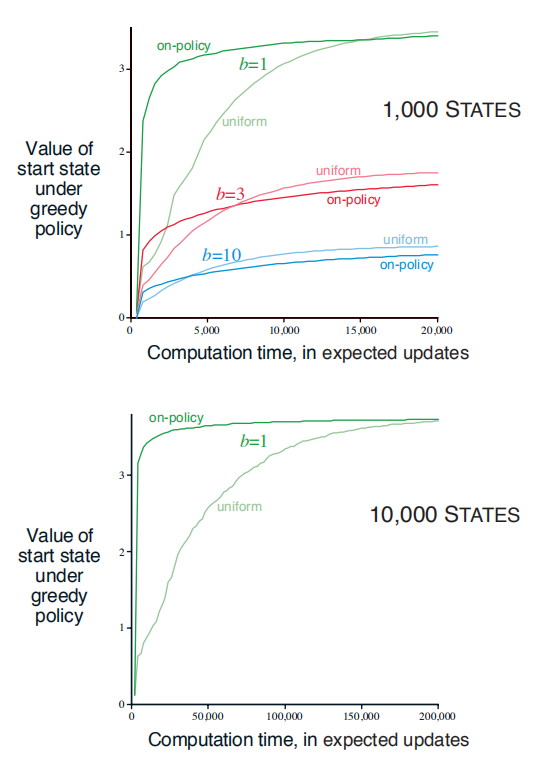 on-policy
b=1
3
1,000 STATES
uniform
Value of
start state
under
greedy
policy
2
uniform
b=3
on-policy
1
uniform
b=10
on-policy
0
0 5,000 10,000 15,000 20,000
Computation time, in expected updates
on-policy
b=1
3
uniform
10,000 STATES
Value of
start state
under
greedy
policy
2
1
0
0 50,000 100,000 150,000 200,000
Computation time, in expected updates